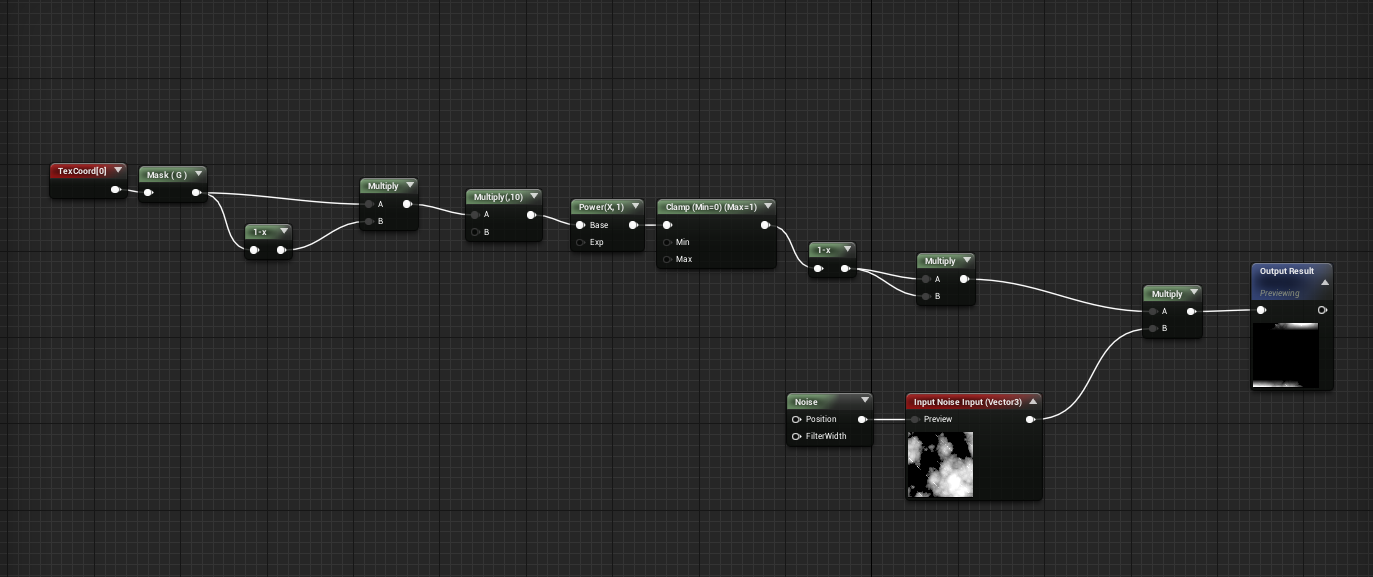 TexCoord[0]
Mask ( G )
1-x
Multiply
A
B
Multiply(,10)
A
B
Power(X, 1)
Base
Exp
Clamp (Min=0) (Max=1)
Min
Max
1-x
Multiply
A
B
Noise
Position
FilterWidth
Input Noise Input (Vector3)
Preview
Multiply
A
B
Output Result
Previewing